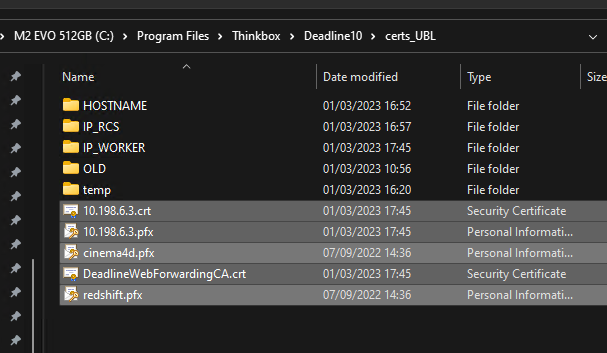 M2 EVO 512GB (C:) > Program Files > Thinkbox > Deadline10 > certs_UBL
Name Date modified Type Size
HOSTNAME 01/03/2023 16:52 File folder
IP_RCS 01/03/2023 16:57 File folder
IP_WORKER 01/03/2023 17:45 File folder
OLD 01/03/2023 10:56 File folder
temp 01/03/2023 16:20 File folder
10.198.6.3.crt 01/03/2023 17:45 Security Certificate
10.198.6.3.pfx 01/03/2023 17:45 Personal Informati...
cinema4d.pfx 07/09/2022 14:36 Personal Informati...
DeadlineWebForwardingCA.crt 01/03/2023 17:45 Security Certificate
redshift.pfx 07/09/2022 14:36 Personal Informati...